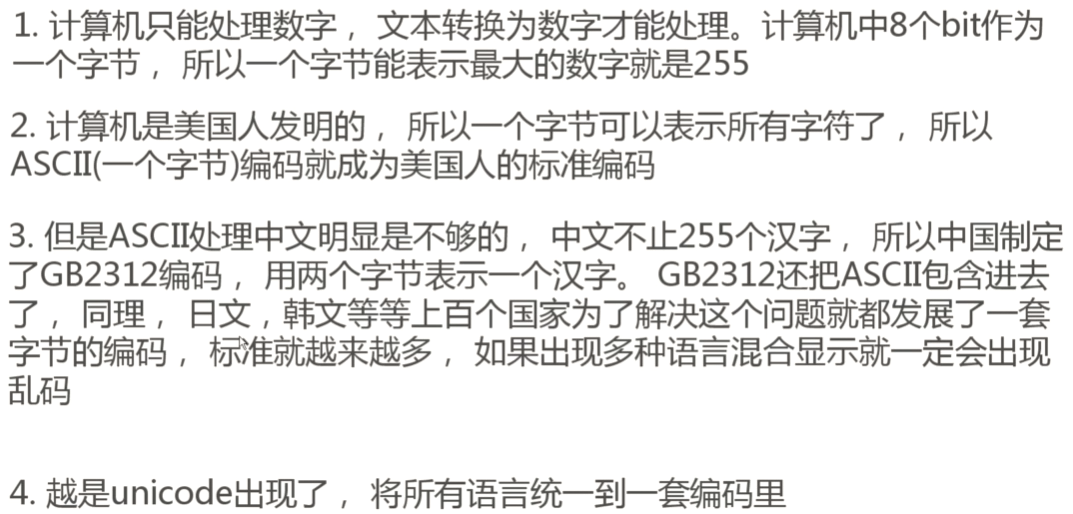 1. 计算机只能处理数字， 文本转换为数字才能处理。计算机中8个bit作为
一个字节， 所以一个字节能表示最大的数字就是255
2. 计算机是美国人发明的， 所以一个字节可以表示所有字符了， 所以
ASCII(一个字节)编码就成为美国人的标准编码
3. 但是ASCII处理中文明显是不够的， 中文不止255个汉字， 所以中国制定
了GB2312编码， 用两个字节表示一个汉字。 GB2312还把ASCII包含进去
了， 同理， 日文，韩文等等上百个国家为了解决这个问题就都发展了一套
字节的编码， 标准就越来越多， 如果出现多种语言混合显示就一定会出现
乱码
4. 越是unicode出现了， 将所有语言统一到一套编码里